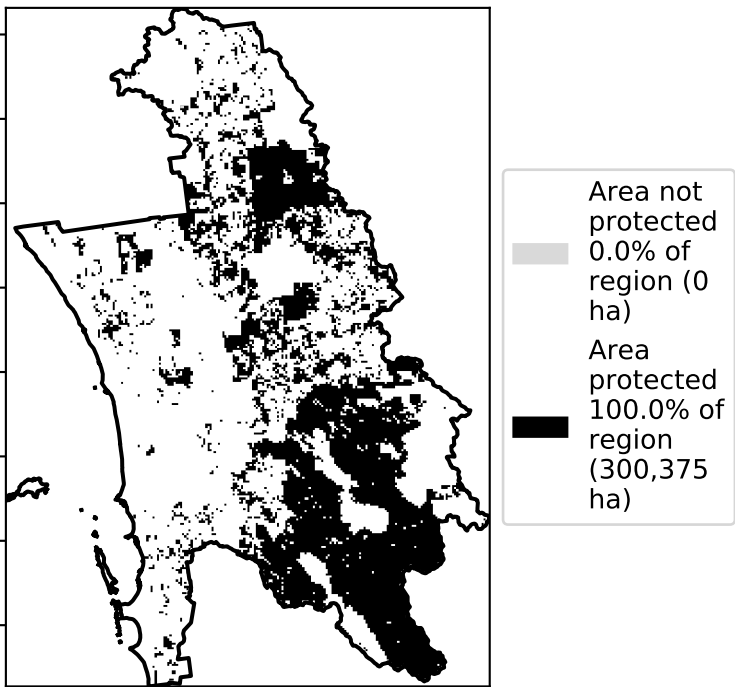 Area not
protected
0.0% of
region (0
ha)
Area
protected
100.0% of
region
(300,375
ha)